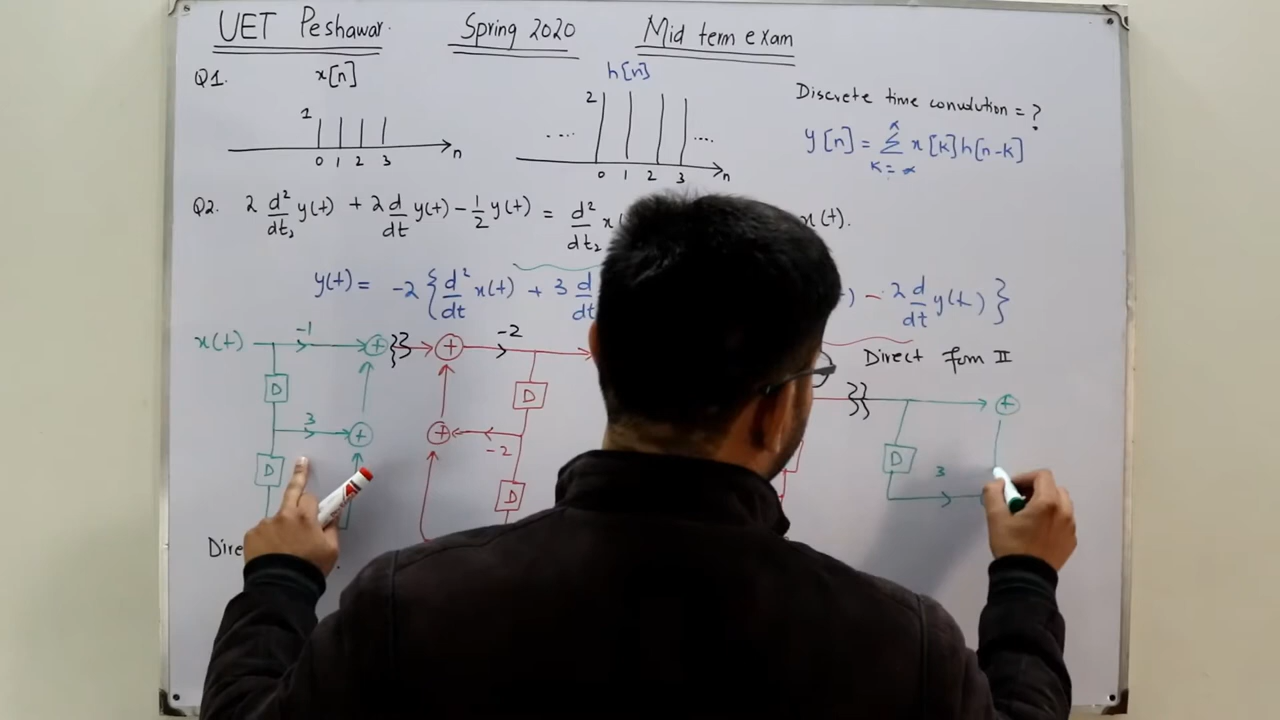 UET Peshawar. Spring 2020 Mid term exam
Q1. x[n] h[n]
Discrete time convolution = ?
1
0 1 2 3 n
2
.... ....
0 1 2 3 n
y[n] = ∑ x[k]h[n-k]
K = ∝
∝
Q2. 2 d²/dt₂ y(t) + 2 d/dt y(t) - 1/2 y(t) = d²/dt₂ x(t).
y(t) = -2 { d²/dt x(t) + 3 d/dt ) - 2 d/dt y(t) }
x(t) -1 + }} + -2
Direct form II
D 3 +
D
+ -2
D
D
}} +
D 3
Dire